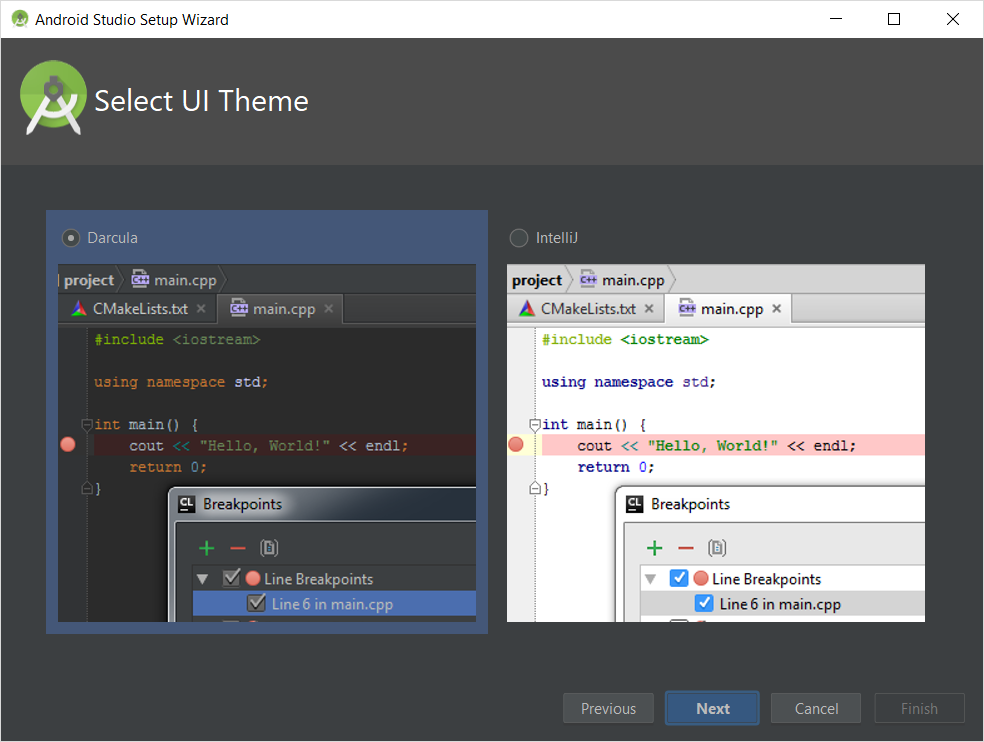 Android Studio Setup Wizard
Select UI Theme
Darcula
project main.cpp
CMakeLists.txt main.cpp
#include <iostream>
using namespace std;
int main() {
cout << "Hello, World!" << endl;
return 0;
}
CL Breakpoints
Line Breakpoints
Line 6 in main.cpp
IntelliJ
project main.cpp
CMakeLists.txt main.cpp
#include <iostream>
using namespace std;
int main() {
cout << "Hello, World!" << endl;
return 0;
}
CL Breakpoints
Line Breakpoints
Line 6 in main.cpp
Previous Next Cancel Finish